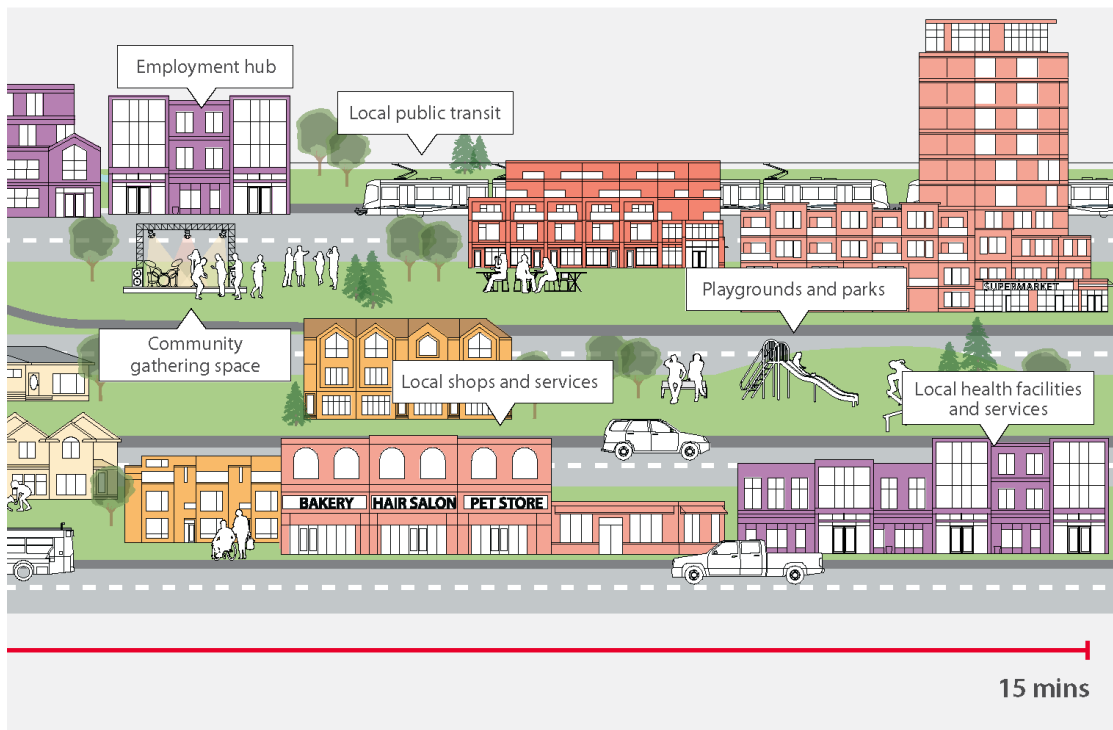 Employment hub
Local public transit
Playgrounds and parks
SUPERMARKET
Community
gathering space
Local shops and services
Local health facilities
and services
BAKERY
HAIR SALON
PET STORE
15 mins